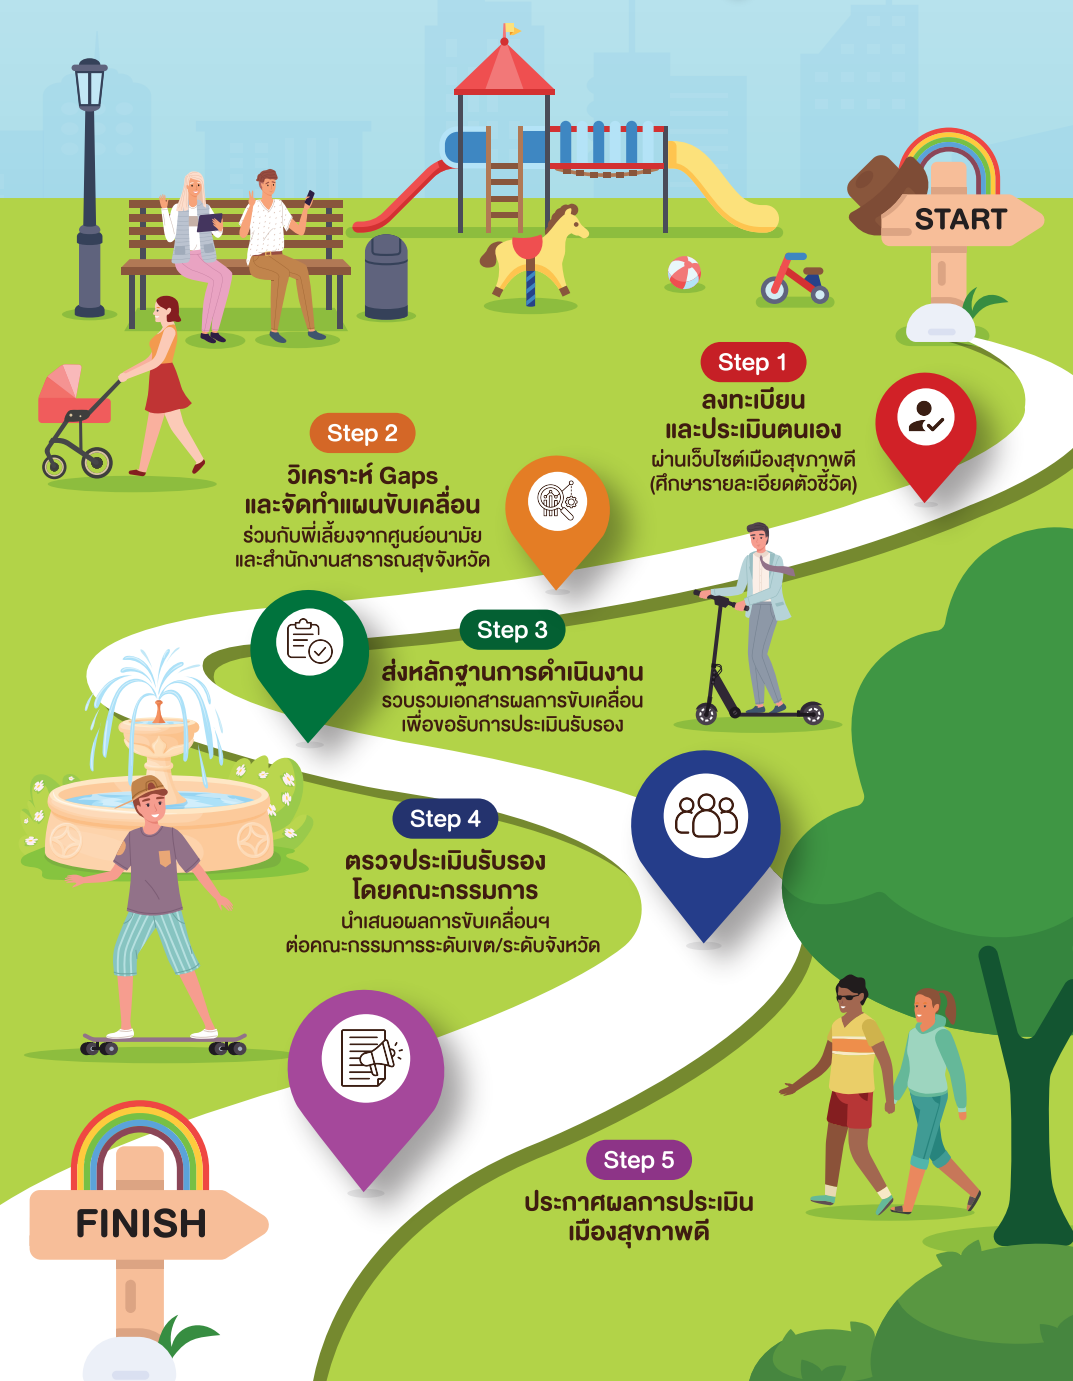 START
Step 1
ลงทะเบียน
และประเมินตนเอง
ผ่านเว็บไซต์เมืองสุขภาพดี
(ศึกษารายละเอียดตัวชี้วัด)
Step 2
วิเคราะห์ Gaps
และจัดทำแผนขับเคลื่อน
ร่วมกับพี่เลี้ยงจากศูนย์อนามัย
และสำนักงานสาธารณสุขจังหวัด
Step 3
ส่งหลักฐานการดำเนินงาน
รวบรวมเอกสารผลการขับเคลื่อน
เพื่อขอรับการประเมินรับรอง
Step 4
ตรวจประเมินรับรอง
โดยคณะกรรมการ
นำเสนอผลการขับเคลื่อนฯ
ต่อคณะกรรมการระดับเขต/ระดับจังหวัด
Step 5
ประกาศผลการประเมิน
เมืองสุขภาพดี
FINISH